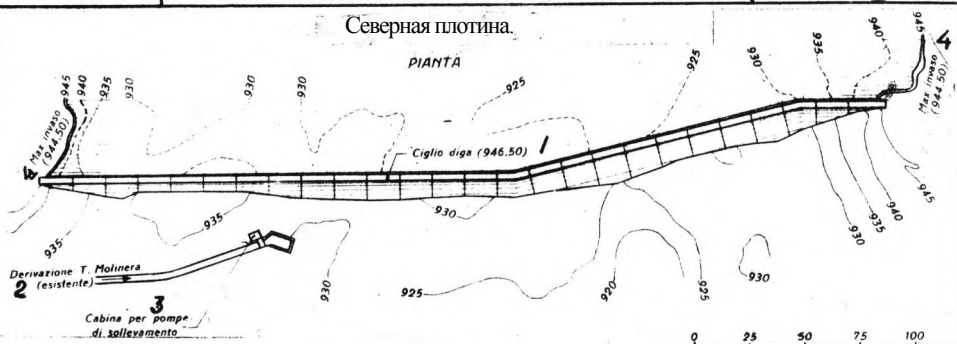 Северная плотина.
PIANTA
945
940
935
930
930
925
925
930
935
940
945
4
Max invaso
(944.50)
Max invaso
(944.50)
Ciglio diga (946.50)
1
935
935
930
930
925
920
925
930
930
935
940
945
Derivazione T. Molinera
2 (esistente)
3
Cabina per pompe
di sollevamento
0 25 50 75 100